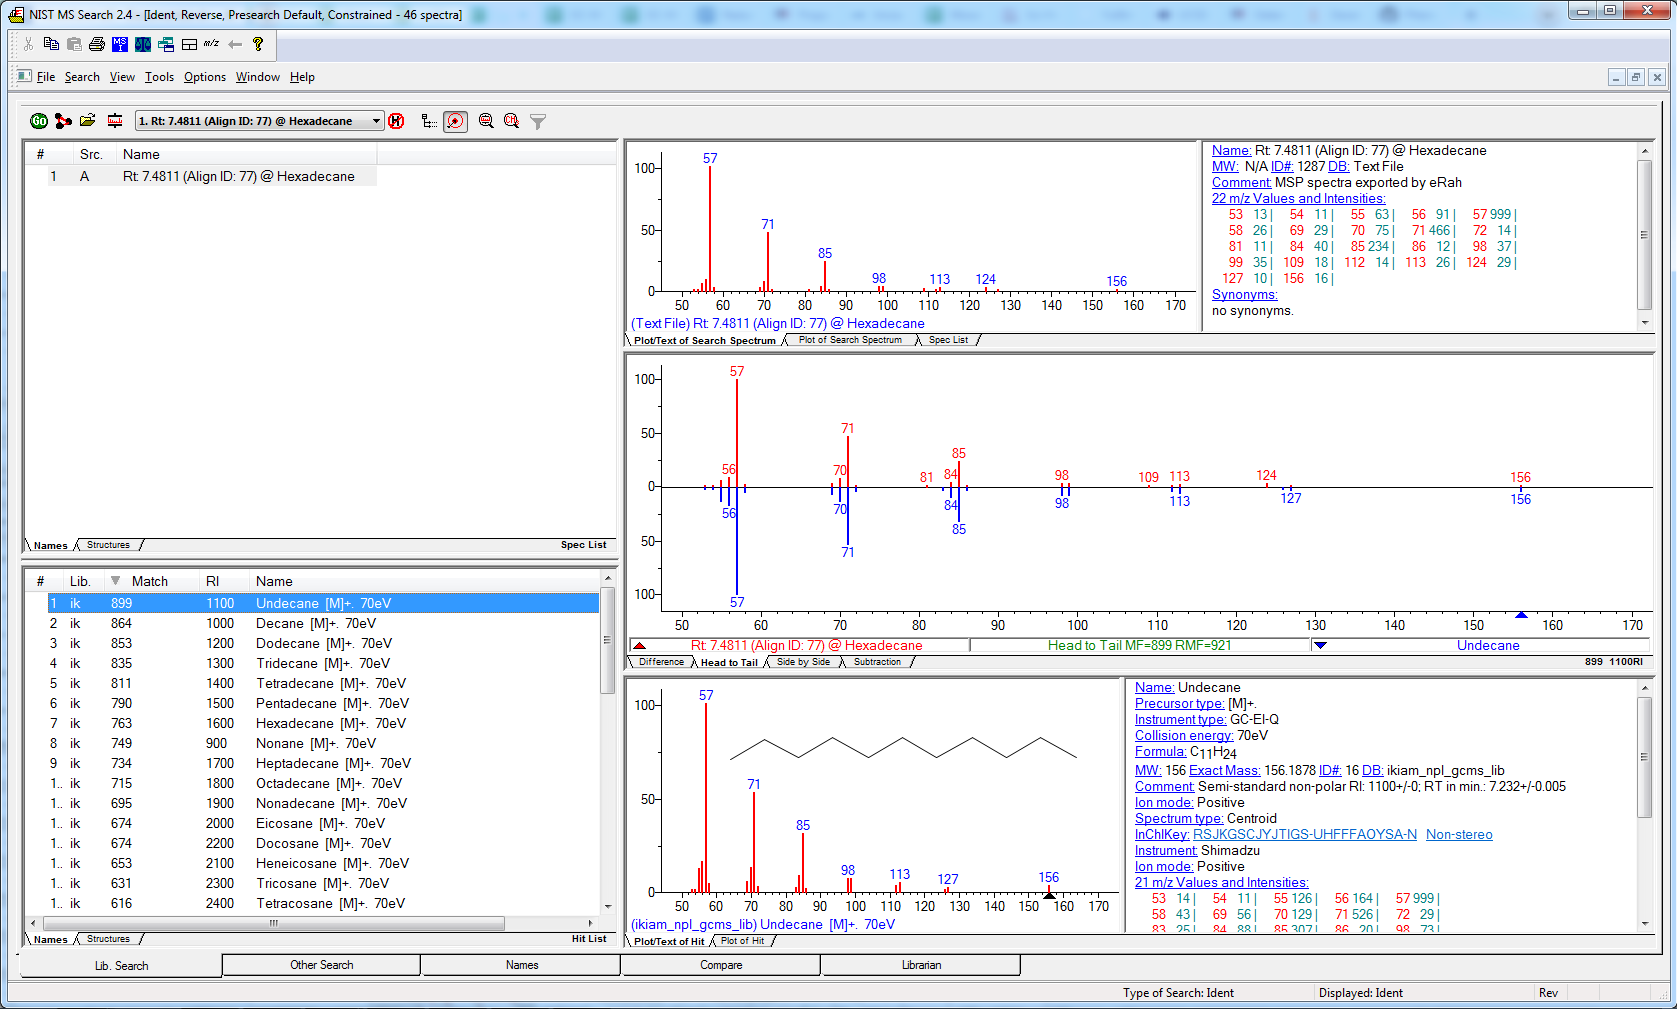 NIST MS Search 2.4 - [Ident, Reverse, Presearch Default, Constrained - 46 spectra]
MS
I
m/z
?
File Search View Tools Options Window Help
GO
1. Rt: 7.4811 (Align ID: 77) @ Hexadecane
# Src. Name
1 A Rt: 7.4811 (Align ID: 77) @ Hexadecane
Names Structures Spec List
# Lib. Match RI Name
1 ik 899 1100 Undecane [M]+. 70eV
2 ik 864 1000 Decane [M]+. 70eV
3 ik 853 1200 Dodecane [M]+. 70eV
4 ik 835 1300 Tridecane [M]+. 70eV
5 ik 811 1400 Tetradecane [M]+. 70eV
6 ik 790 1500 Pentadecane [M]+. 70eV
7 ik 763 1600 Hexadecane [M]+. 70eV
8 ik 749 900 Nonane [M]+. 70eV
9 ik 734 1700 Heptadecane [M]+. 70eV
1.. ik 715 1800 Octadecane [M]+. 70eV
1.. ik 695 1900 Nonadecane [M]+. 70eV
1.. ik 674 2000 Eicosane [M]+. 70eV
1.. ik 674 2200 Docosane [M]+. 70eV
1.. ik 653 2100 Heneicosane [M]+. 70eV
1.. ik 631 2300 Tricosane [M]+. 70eV
1.. ik 616 2400 Tetracosane [M]+. 70eV
Names Structures Hit List
57
100
71
50
85
98 113 124 156
0
50 60 70 80 90 100 110 120 130 140 150 160 170
(Text File) Rt: 7.4811 (Align ID: 77) @ Hexadecane
Plot/Text of Search Spectrum Plot of Search Spectrum Spec List
Name: Rt: 7.4811 (Align ID: 77) @ Hexadecane
MW: N/A ID#: 1287 DB: Text File
Comment: MSP spectra exported by eRah
22 m/z Values and Intensities:
53 13 | 54 11 | 55 63 | 56 91 | 57 999 |
58 26 | 69 29 | 70 75 | 71 466 | 72 14 |
81 11 | 84 40 | 85 234 | 86 12 | 98 37 |
99 35 | 109 18 | 112 14 | 113 26 | 124 29 |
127 10 | 156 16 |
Synonyms:
no synonyms.
57
100
71
50
85
56 70 81 84 98 109 113 124 156
0
56 70 84 98 113 127 156
50
71 85
100
57
50 60 70 80 90 100 110 120 130 140 150 160 170
Rt: 7.4811 (Align ID: 77) @ Hexadecane Head to Tail MF=899 RMF=921 Undecane
Difference Head to Tail Side by Side Subtraction 899 1100RI
57
100
71
50
85
98 113 127 156
0
50 60 70 80 90 100 110 120 130 140 150 160 170
(ikiam_npl_gcms_lib) Undecane [M]+. 70eV
Plot/Text of Hit Plot of Hit
Name: Undecane
Precursor type: [M]+.
Instrument type: GC-EI-Q
Collision energy: 70eV
Formula: C11H24
MW: 156 Exact Mass: 156.1878 ID#: 16 DB: ikiam_npl_gcms_lib
Comment: Semi-standard non-polar RI: 1100+/-0; RT in min.: 7.232+/-0.005
Ion mode: Positive
Spectrum type: Centroid
InChIKey: RSJKGSCJYJTIGS-UHFFFAOYSA-N Non-stereo
Instrument: Shimadzu
Ion mode: Positive
21 m/z Values and Intensities:
53 14 | 54 11 | 55 126 | 56 164 | 57 999 |
58 43 | 69 56 | 70 129 | 71 526 | 72 29 |
83 25 | 84 88 | 85 307 | 86 20 | 98 73 |
Lib. Search Other Search Names Compare Librarian
Type of Search: Ident Displayed: Ident Rev